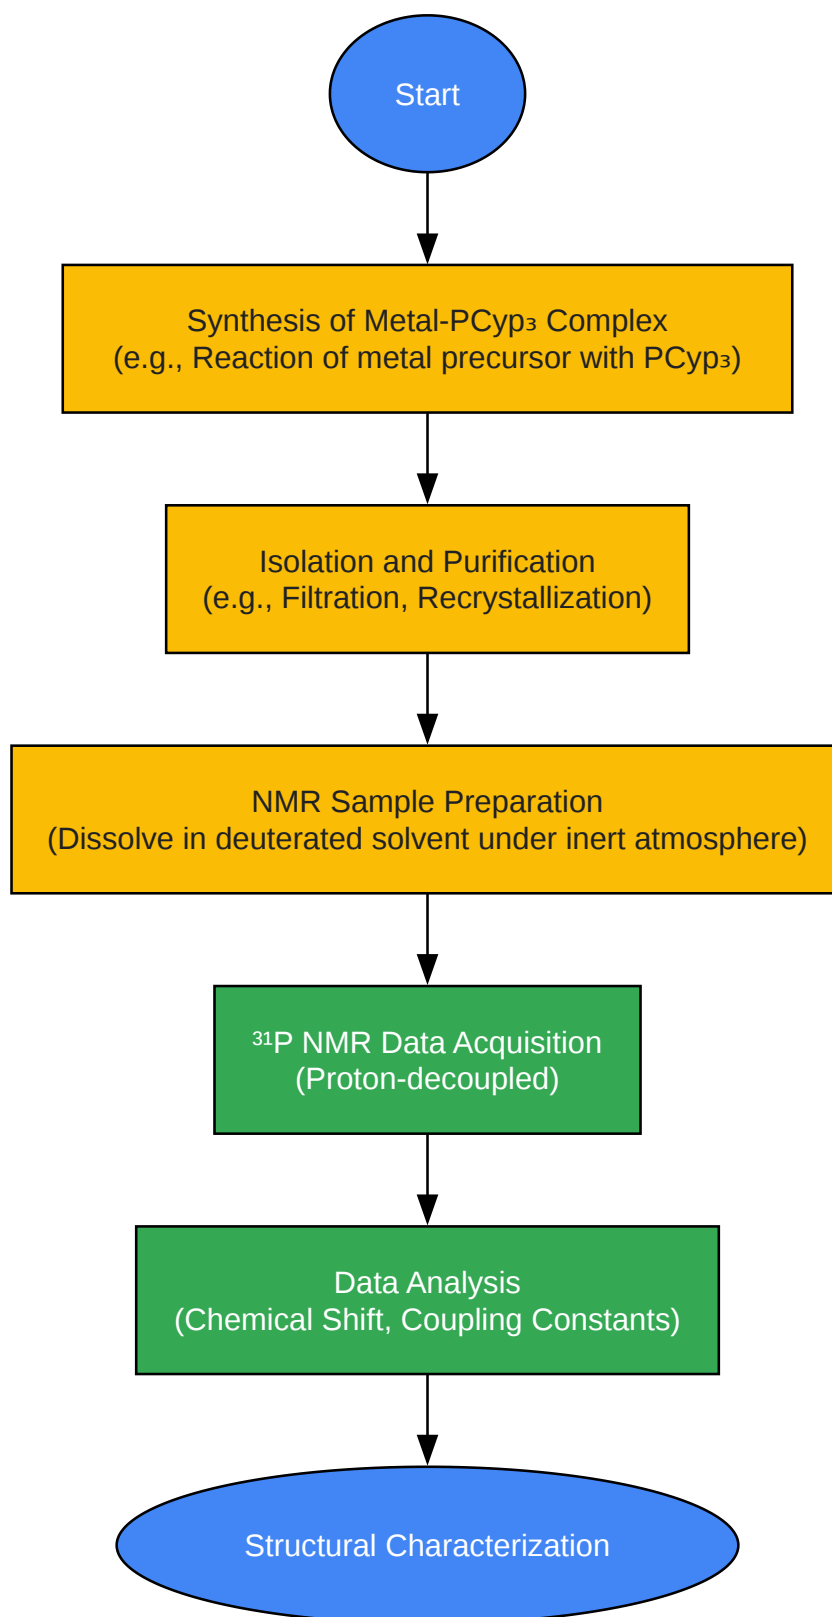 Start
Synthesis of Metal-PCyp₃ Complex
(e.g., Reaction of metal precursor with PCyp₃)
Isolation and Purification
(e.g., Filtration, Recrystallization)
NMR Sample Preparation
(Dissolve in deuterated solvent under inert atmosphere)
³¹P NMR Data Acquisition
(Proton-decoupled)
Data Analysis
(Chemical Shift, Coupling Constants)
Structural Characterization